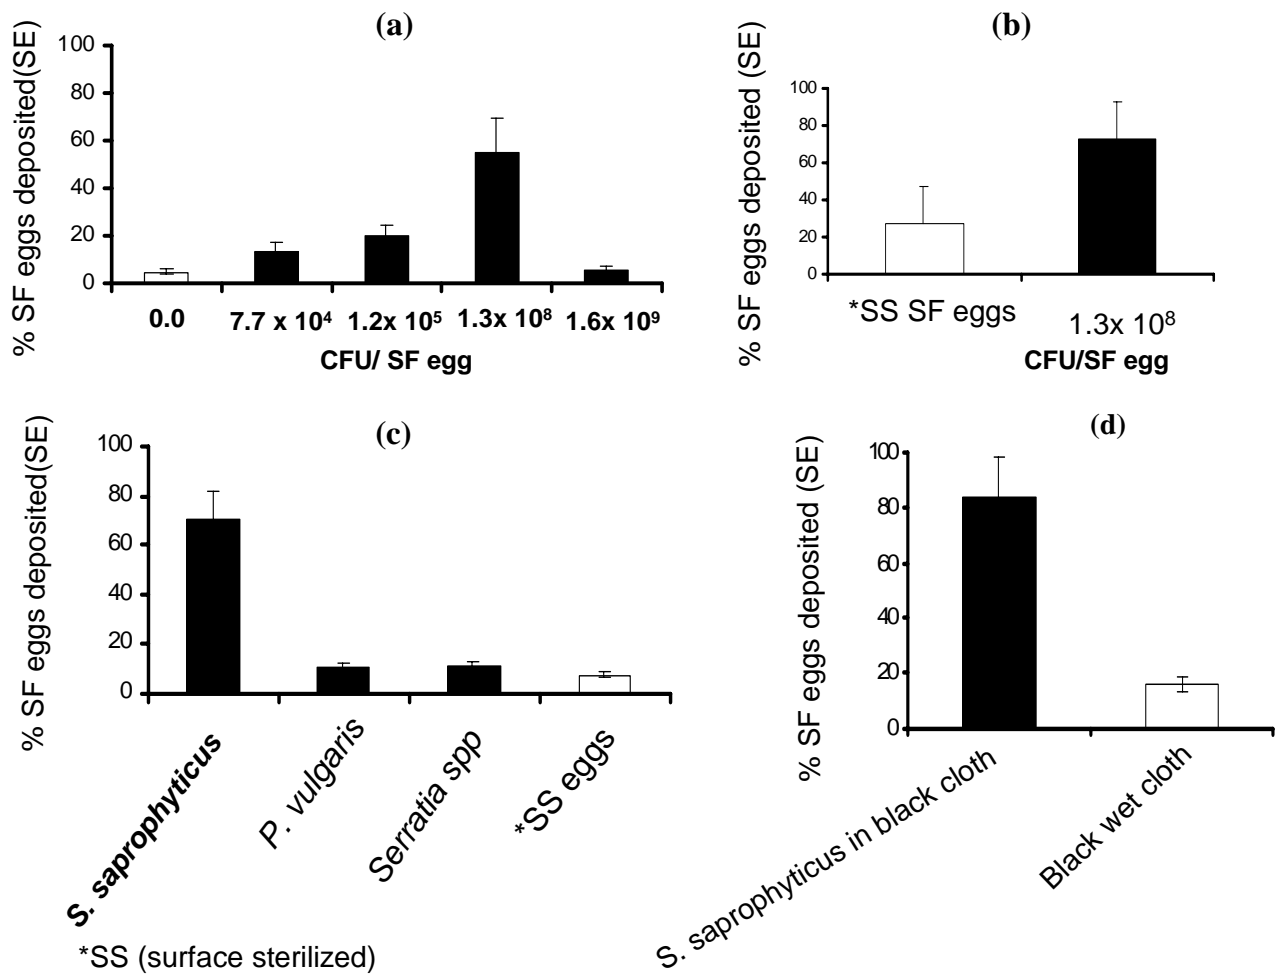 (a)
% SF eggs deposited(SE)
100
80
60
40
20
0
0.0 7.7 x 10⁴ 1.2x 10⁵ 1.3x 10⁸ 1.6x 10⁹
CFU/ SF egg
(b)
% SF eggs deposited (SE)
100
80
60
40
20
0
*SS SF eggs 1.3x 10⁸
CFU/SF egg
(c)
% SF eggs deposited(SE)
100
80
60
40
20
0
S. saprophyticus
P. vulgaris
Serratia spp
*SS eggs
*SS (surface sterilized)
(d)
% SF eggs deposited (SE)
100
80
60
40
20
0
S. saprophyticus in black cloth
Black wet cloth